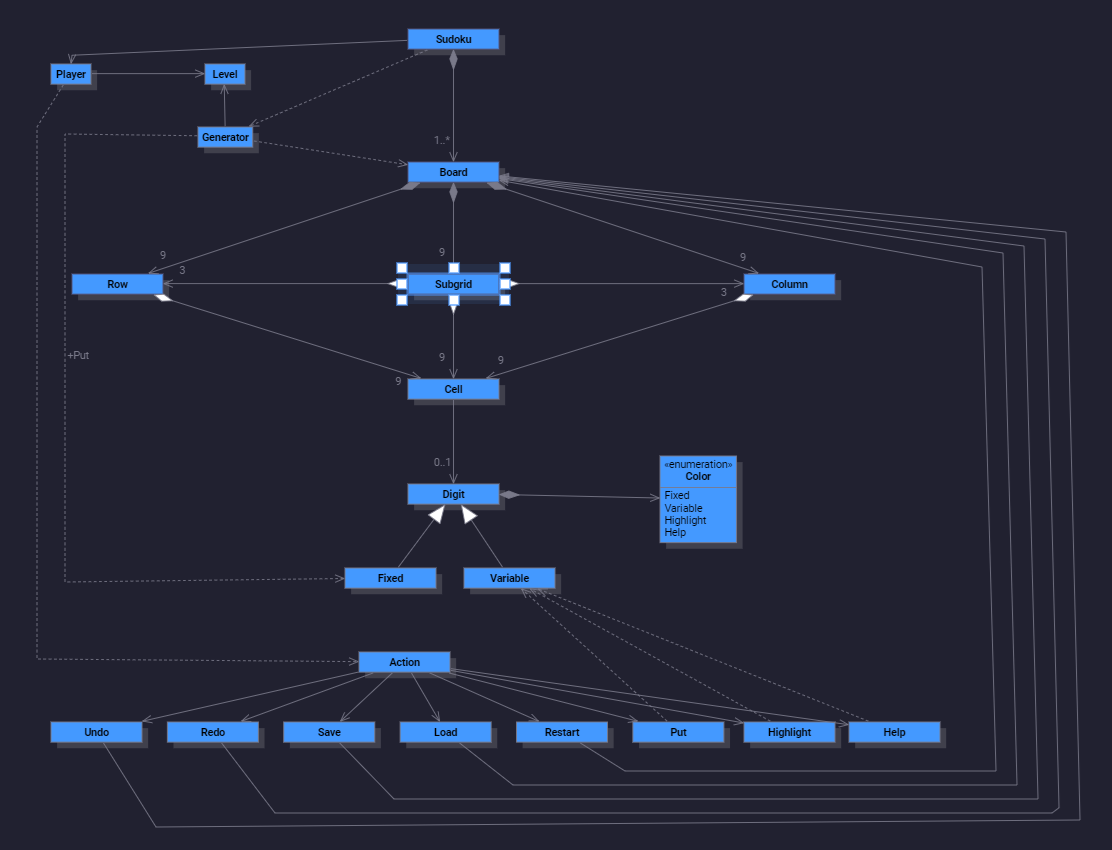 Sudoku
Player
Level
Generator
1..*
Board
9
9
9
3
Row
Subgrid
Column
3
+Put
9
9
9
Cell
0..1
Digit
«enumeration»
Color
Fixed
Variable
Highlight
Help
Fixed
Variable
Action
Undo
Redo
Save
Load
Restart
Put
Highlight
Help